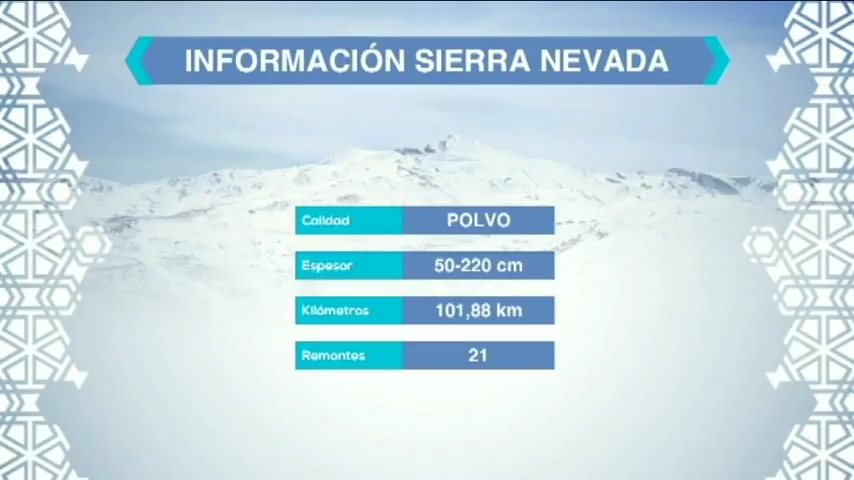 INFORMACIÓN SIERRA NEVADA
Calidad POLVO
Espesor 50-220 cm
Kilómetros 101,88 km
Remontes 21